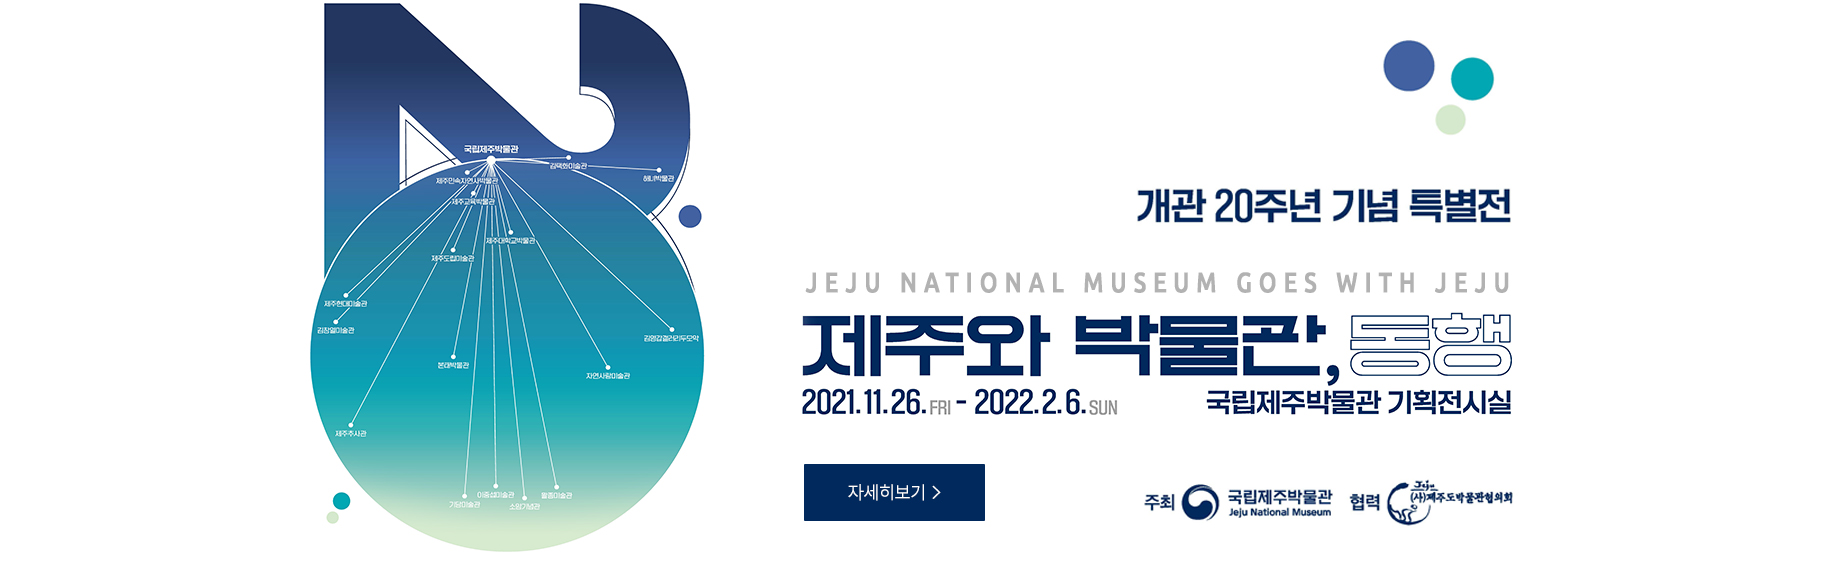 국립제주박물관
김택화미술관
해녀박물관
제주민속자연사박물관
제주교육박물관
제주대학교박물관
제주도립미술관
제주현대미술관
김창열미술관
김영갑갤러리두모악
본태박물관
자연사랑미술관
제주추사관
기당미술관
이중섭미술관
소암기념관
왈종미술관
개관 20주년 기념 특별전
JEJU NATIONAL MUSEUM GOES WITH JEJU
제주와 박물관, 동행
2021.11.26.FRI - 2022.2.6.SUN
국립제주박물관 기획전시실
자세히보기 >
주최 국립제주박물관
Jeju National Museum
협력 Jeju
(사)제주도박물관협의회